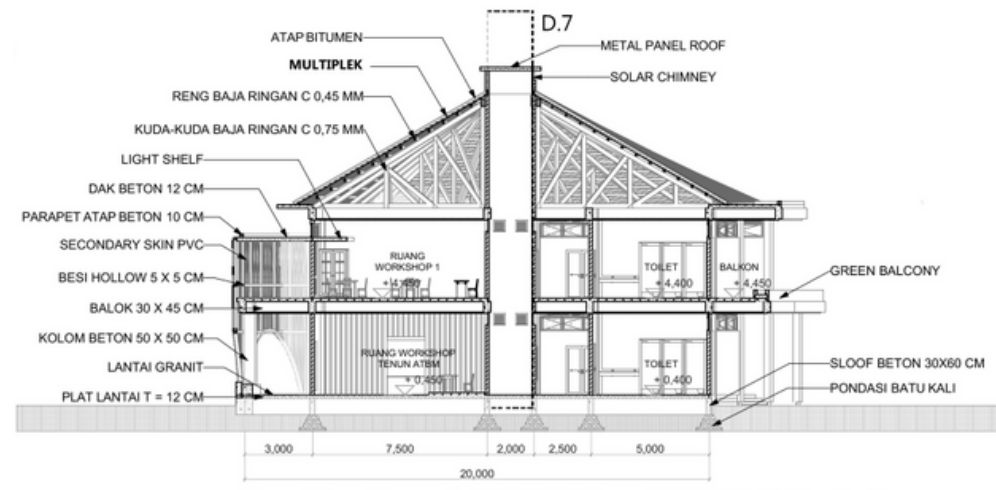 D.7
ATAP BITUMEN
MULTIPLEK
RENG BAJA RINGAN C 0,45 MM
KUDA-KUDA BAJA RINGAN C 0,75 MM
LIGHT SHELF
DAK BETON 12 CM
PARAPET ATAP BETON 10 CM
SECONDARY SKIN PVC
BESI HOLLOW 5 X 5 CM
BALOK 30 X 45 CM
KOLOM BETON 50 X 50 CM
LANTAI GRANIT
PLAT LANTAI T = 12 CM
METAL PANEL ROOF
SOLAR CHIMNEY
RUANG
WORKSHOP 1
+ 4,450
TOILET
+ 4,400
BALKON
+ 4,450
GREEN BALCONY
RUANG WORKSHOP
TENUN ATBM
+ 0,450
TOILET
+ 0,400
SLOOF BETON 30X60 CM
PONDASI BATU KALI
3,000
7,500
2,000
2,500
5,000
20,000